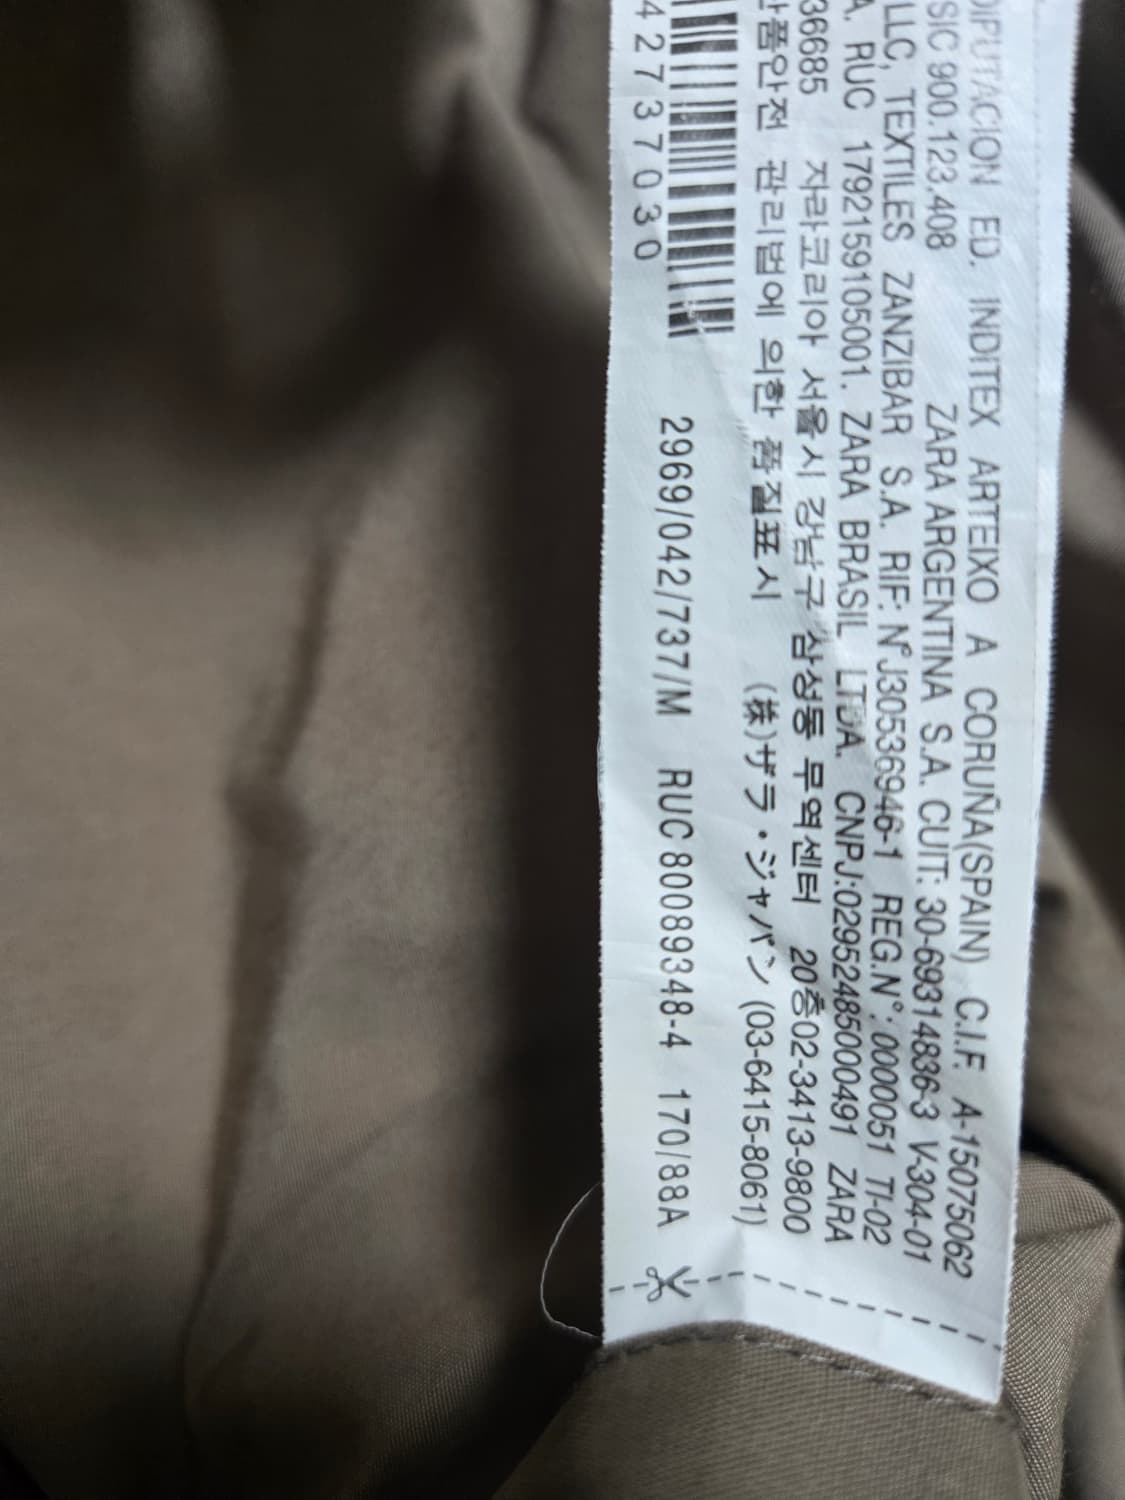 DIPUTACION ED. INDITEX ARTEIXO A CORUÑA(SPAIN) C.I.F. A-15075062
SIC 900.123.408 ZARA ARGENTINA S.A. CUIT: 30-69314836-3 V-304-01
LLC, TEXTILES ZANZIBAR S.A. RIF: Nº J30536946-1 REG.N°: 0000051 TI-02
A. RUC 1792159105001. ZARA BRASIL LTDA. CNPJ:02952485000491 ZARA
36685 자라코리아 서울시 강남구 삼성동 무역센터 20층02-3413-9800
품안전 관리법에 의한 품질표시 (株)ザラ・ジャパン (03-6415-8061)
42737030
2969/042/737/M RUC 80089348-4 170/88A